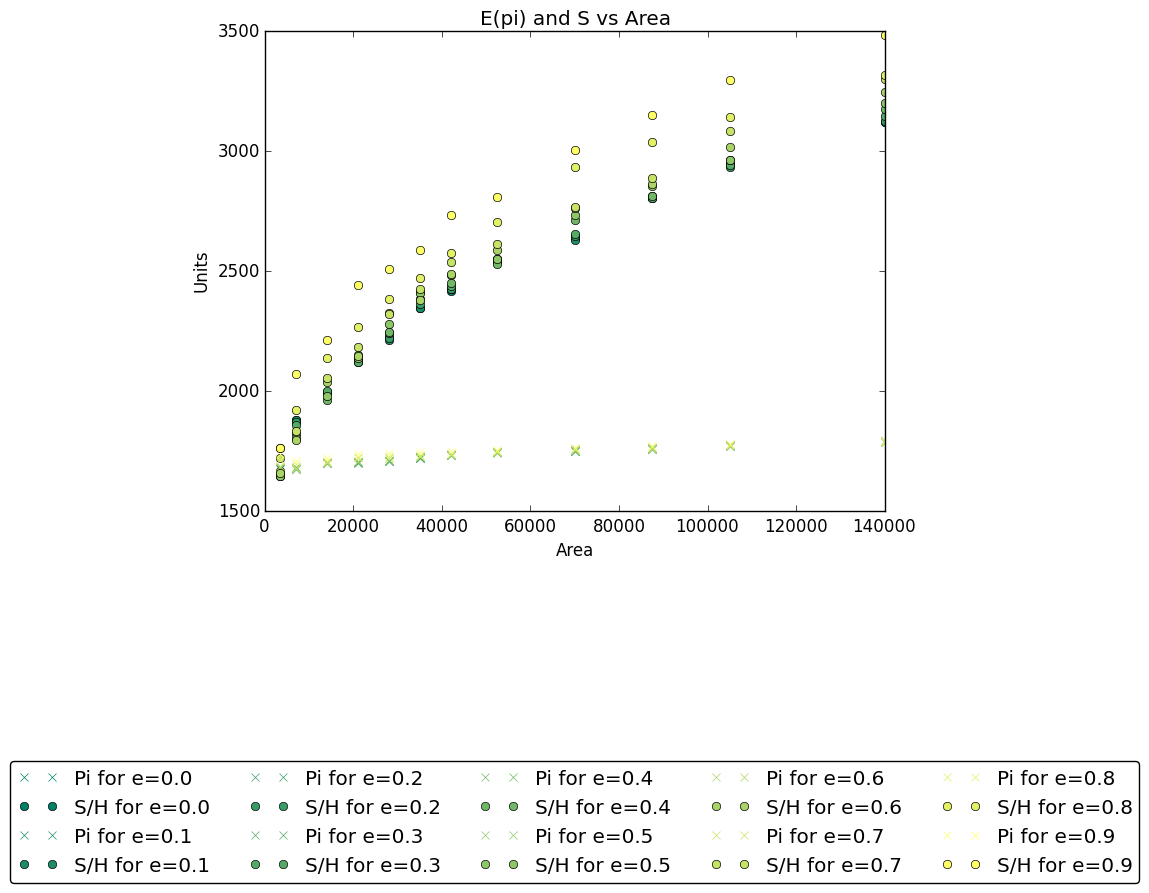 E(pi) and S vs Area
3500
3000
2500
2000
1500
Units
0 20000 40000 60000 80000 100000 120000 140000
Area
Pi for e=0.0 Pi for e=0.2 Pi for e=0.4 Pi for e=0.6 Pi for e=0.8
S/H for e=0.0 S/H for e=0.2 S/H for e=0.4 S/H for e=0.6 S/H for e=0.8
Pi for e=0.1 Pi for e=0.3 Pi for e=0.5 Pi for e=0.7 Pi for e=0.9
S/H for e=0.1 S/H for e=0.3 S/H for e=0.5 S/H for e=0.7 S/H for e=0.9